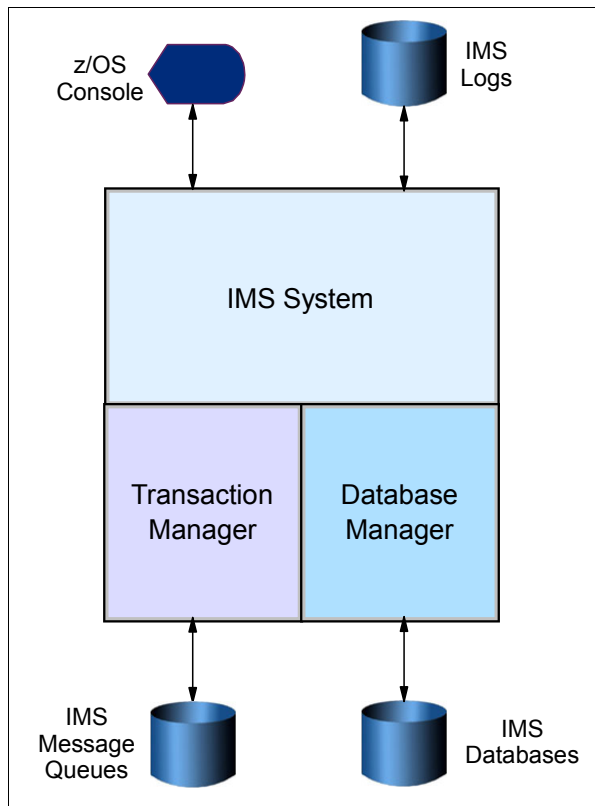 z/OS
Console
IMS
Logs
IMS System
Transaction
Manager
Database
Manager
IMS
Message
Queues
IMS
Databases